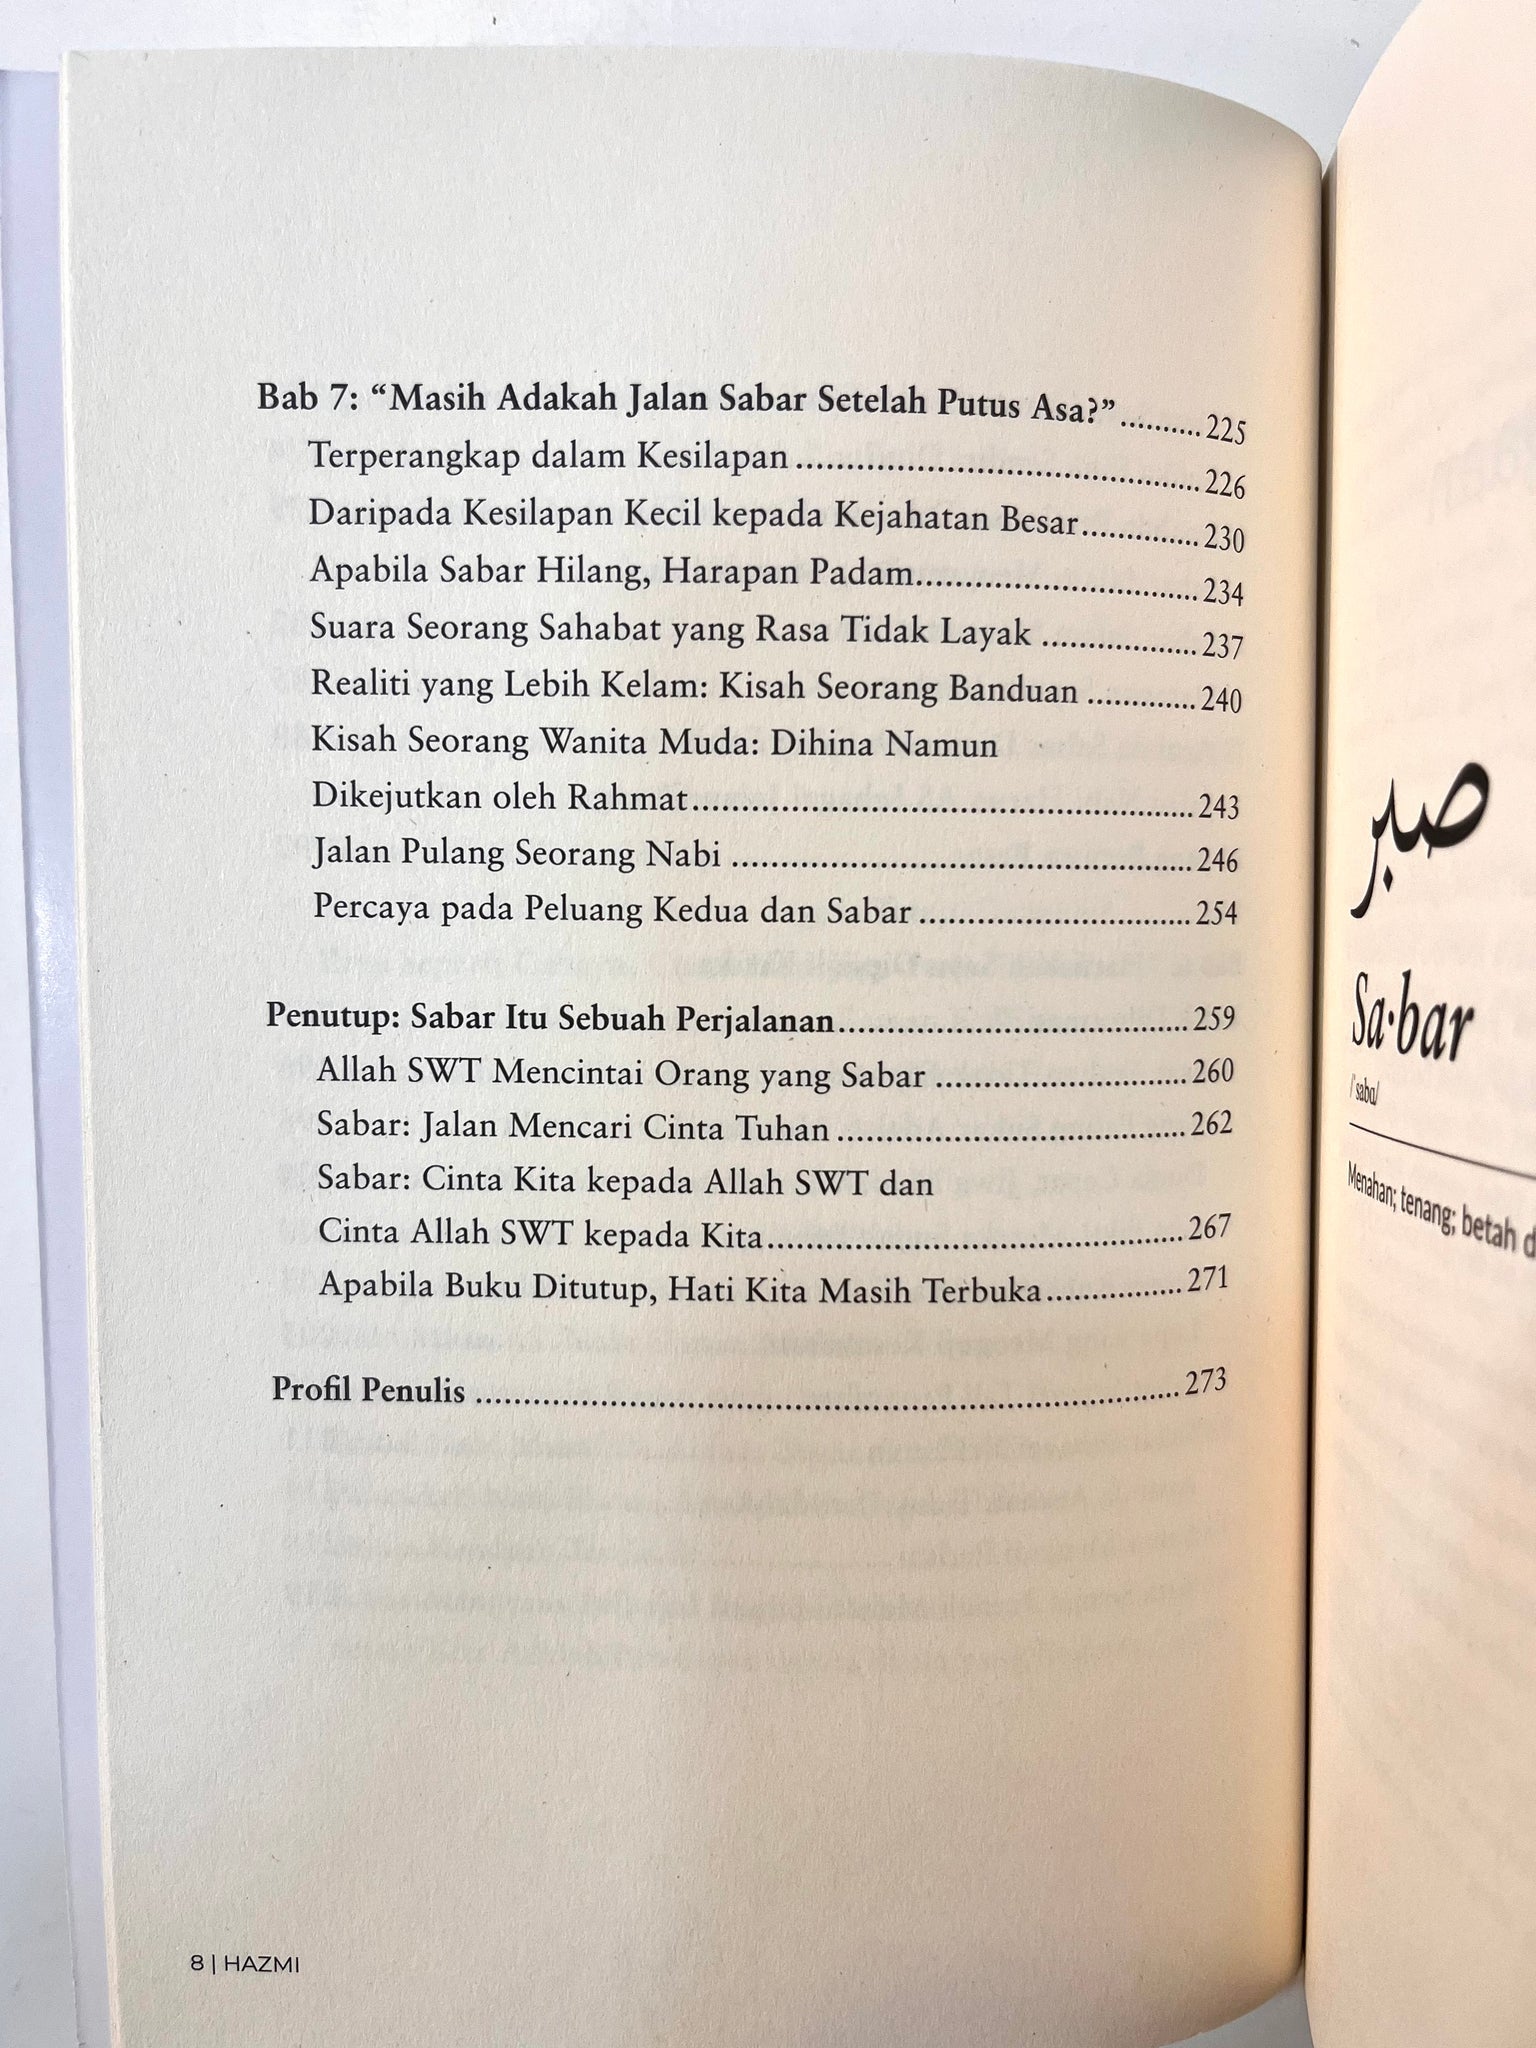 Bab 7: “Masih Adakah Jalan Sabar Setelah Putus Asa?”..........225
Terperangkap dalam Kesilapan..........226
Daripada Kesilapan Kecil kepada Kejahatan Besar..........230
Apabila Sabar Hilang, Harapan Padam..........234
Suara Seorang Sahabat yang Rasa Tidak Layak ..........237
Realiti yang Lebih Kelam: Kisah Seorang Banduan ..........240
Kisah Seorang Wanita Muda: Dihina Namun
Dikejutkan oleh Rahmat..........243
Jalan Pulang Seorang Nabi ..........246
Percaya pada Peluang Kedua dan Sabar..........254
Penutup: Sabar Itu Sebuah Perjalanan..........259
Allah SWT Mencintai Orang yang Sabar ..........260
Sabar: Jalan Mencari Cinta Tuhan..........262
Sabar: Cinta Kita kepada Allah SWT dan
Cinta Allah SWT kepada Kita..........267
Apabila Buku Ditutup, Hati Kita Masih Terbuka..........271
Profil Penulis ..........273
8 | HAZMI
صبر
Sa·bar
/'sabɑ/
Menahan; tenang; betah